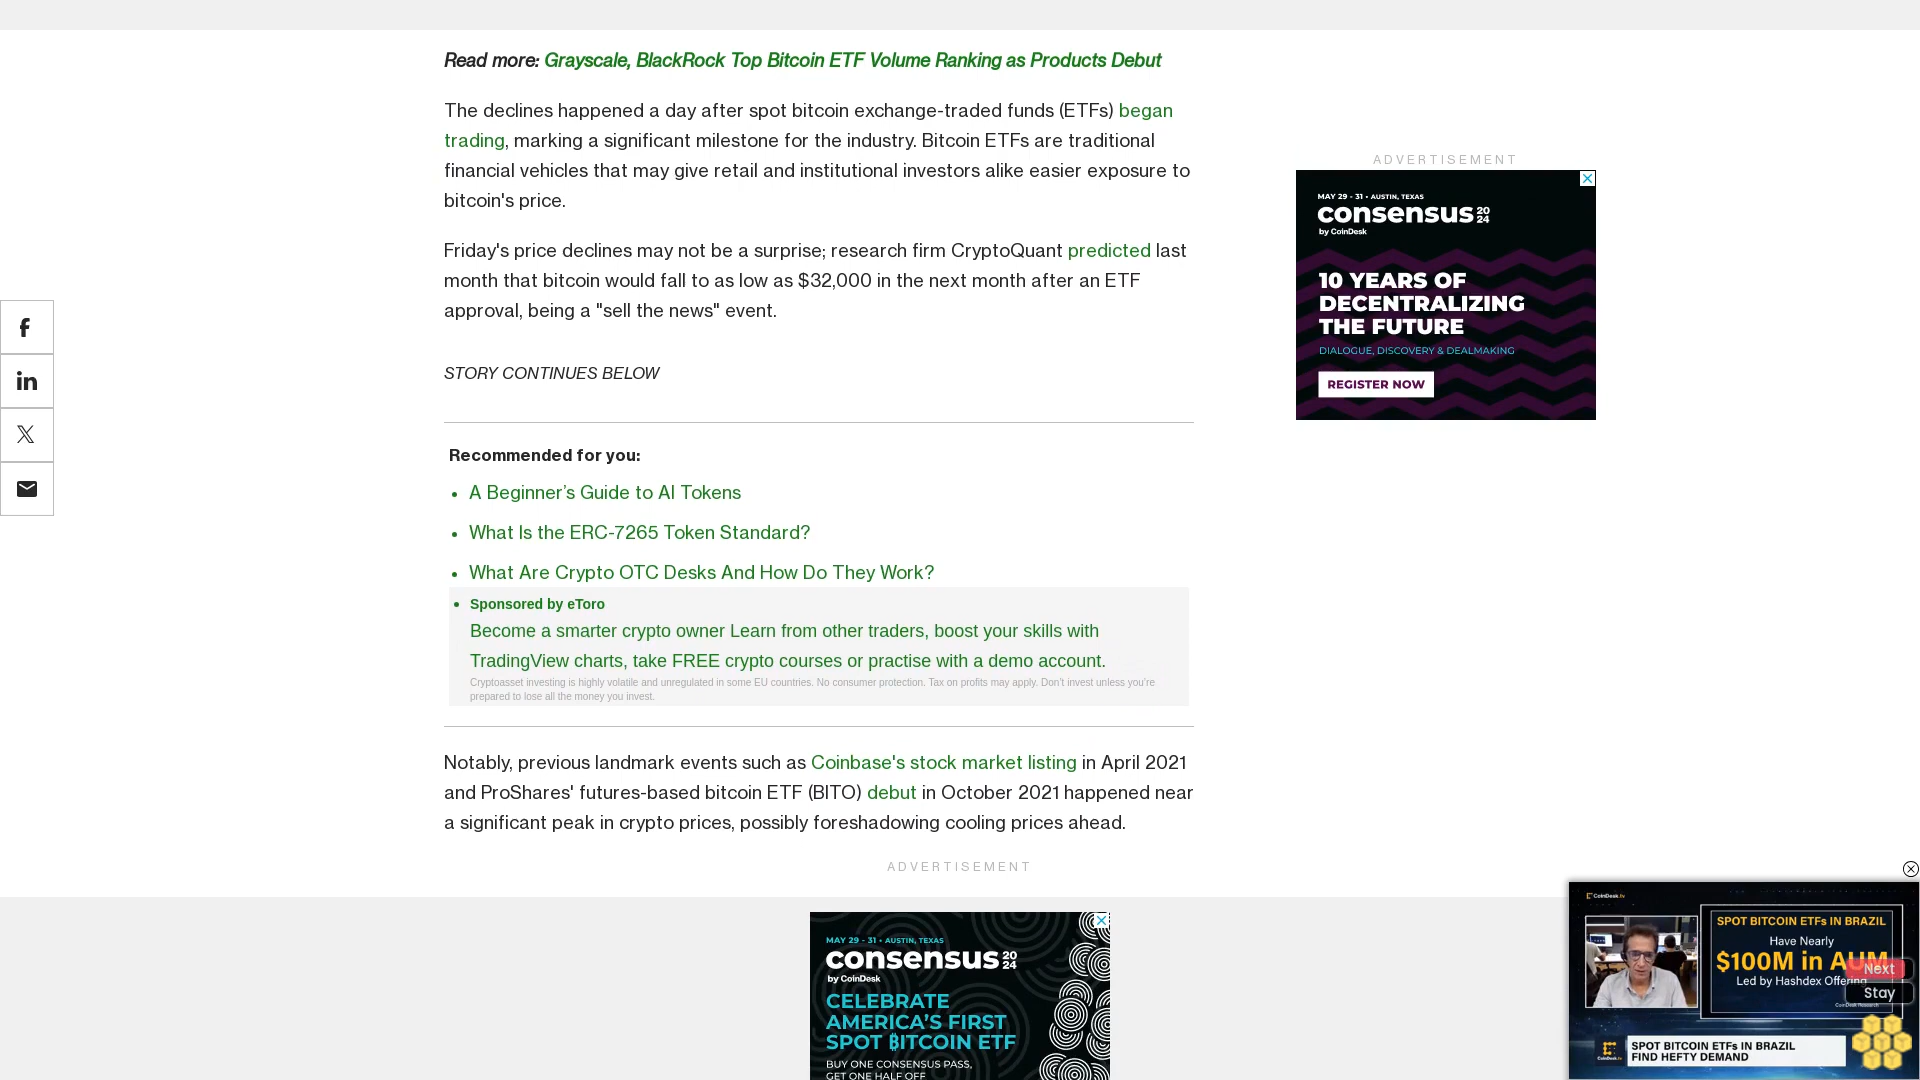 Read more: Grayscale, BlackRock Top Bitcoin ETF Volume Ranking as Products Debut
The declines happened a day after spot bitcoin exchange-traded funds (ETFs) began
trading, marking a significant milestone for the industry. Bitcoin ETFs are traditional
financial vehicles that may give retail and institutional investors alike easier exposure to
bitcoin's price.
Friday's price declines may not be a surprise; research firm CryptoQuant predicted last
month that bitcoin would fall to as low as $32,000 in the next month after an ETF
approval, being a "sell the news" event.
STORY CONTINUES BELOW
Recommended for you:
• A Beginner’s Guide to AI Tokens
• What Is the ERC-7265 Token Standard?
• What Are Crypto OTC Desks And How Do They Work?
• Sponsored by eToro
Become a smarter crypto owner Learn from other traders, boost your skills with
TradingView charts, take FREE crypto courses or practise with a demo account.
Cryptoasset investing is highly volatile and unregulated in some EU countries. No consumer protection. Tax on profits may apply. Don’t invest unless you’re
prepared to lose all the money you invest.
Notably, previous landmark events such as Coinbase's stock market listing in April 2021
and ProShares' futures-based bitcoin ETF (BITO) debut in October 2021 happened near
a significant peak in crypto prices, possibly foreshadowing cooling prices ahead.
ADVERTISEMENT
MAY 29 - 31 • AUSTIN, TEXAS
consensus 20
24
by CoinDesk
10 YEARS OF
DECENTRALIZING
THE FUTURE
DIALOGUE, DISCOVERY & DEALMAKING
REGISTER NOW
ADVERTISEMENT
MAY 29 - 31 • AUSTIN, TEXAS
consensus 20
24
by CoinDesk
CELEBRATE
AMERICA’S FIRST
SPOT ₿ITCOIN ETF
BUY ONE CONSENSUS PASS,
GET ONE HALF OFF
CoinDesk.tv
SPOT BITCOIN ETFs IN BRAZIL
Have Nearly
$100M in AUM
Led by Hashdex Offering
CoinDesk Research
Next
Stay
CoinDesk.tv
SPOT BITCOIN ETFs IN BRAZIL
FIND HEFTY DEMAND